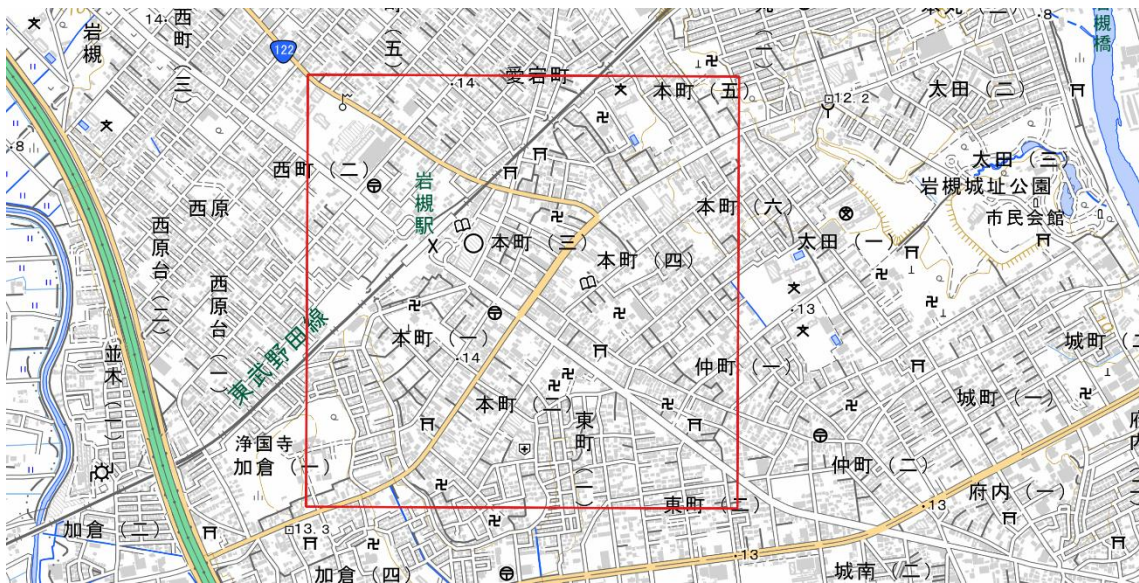 岩槻
14
西町（三）
122
（五）
14
愛宕町
本町（五）
12.2
太田（二）
8
岩槻橋
8
西町（二）
岩槻駅
太田（三）
岩槻城址公園
市民会館
西原
西原台（二）
西原台（一）
本町（三）
本町（六）
本町（四）
太田（一）
東武野田線
並木（一）
本町（一）
14
13
仲町（一）
城町（一）
本町（二）
東町（一）
浄国寺
加倉（一）
仲町（二）
府内（一）
東町（二）
13
13.3
加倉（二）
加倉（四）
13
城南（二）